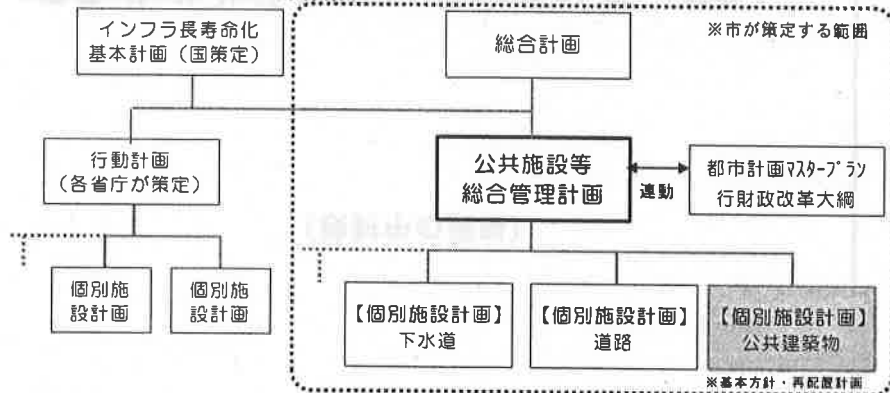 インフラ長寿命化
基本計画（国策定）
総合計画
※市が策定する範囲
行動計画
（各省庁が策定）
公共施設等
総合管理計画
連動
都市計画マスタープラン
行財政改革大綱
個別施
設計画
個別施
設計画
【個別施設計画】
下水道
【個別施設計画】
道路
【個別施設計画】
公共建築物
※基本方針・再配置計画